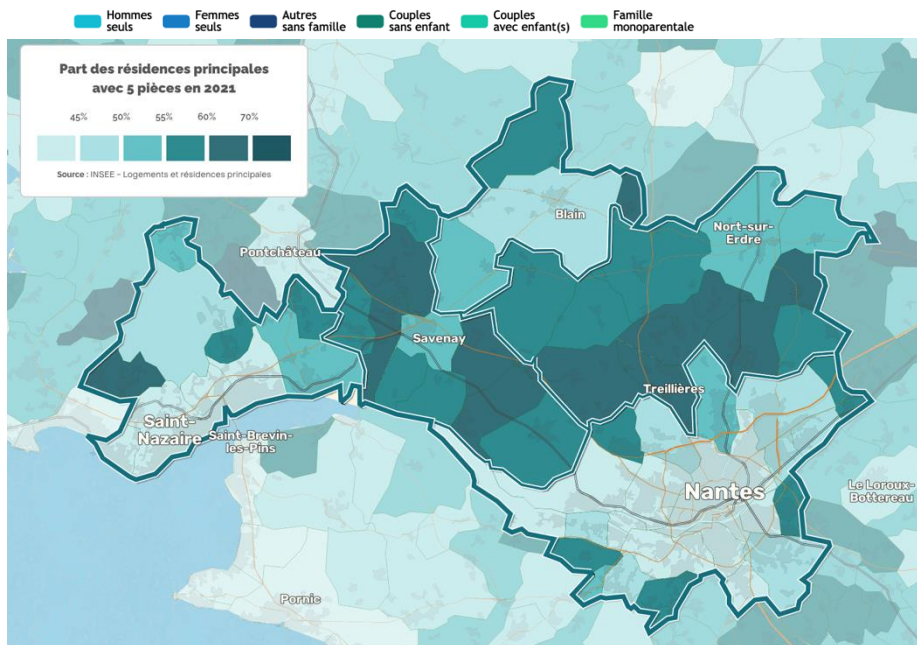 Hommes
seuls
Femmes
seuls
Autres
sans famille
Couples
sans enfant
Couples
avec enfant(s)
Famille
monoparentale
Part des résidences principales
avec 5 pièces en 2021
45% 50% 55% 60% 70%
Source : INSEE - Logements et résidences principales
Blain
Nort-sur-
Erdre
Pontchâteau
Savenay
Treillières
Saint-
Nazaire
Saint-Brevin-
les-Pins
Nantes
Le Loroux-
Bottereau
Pornic